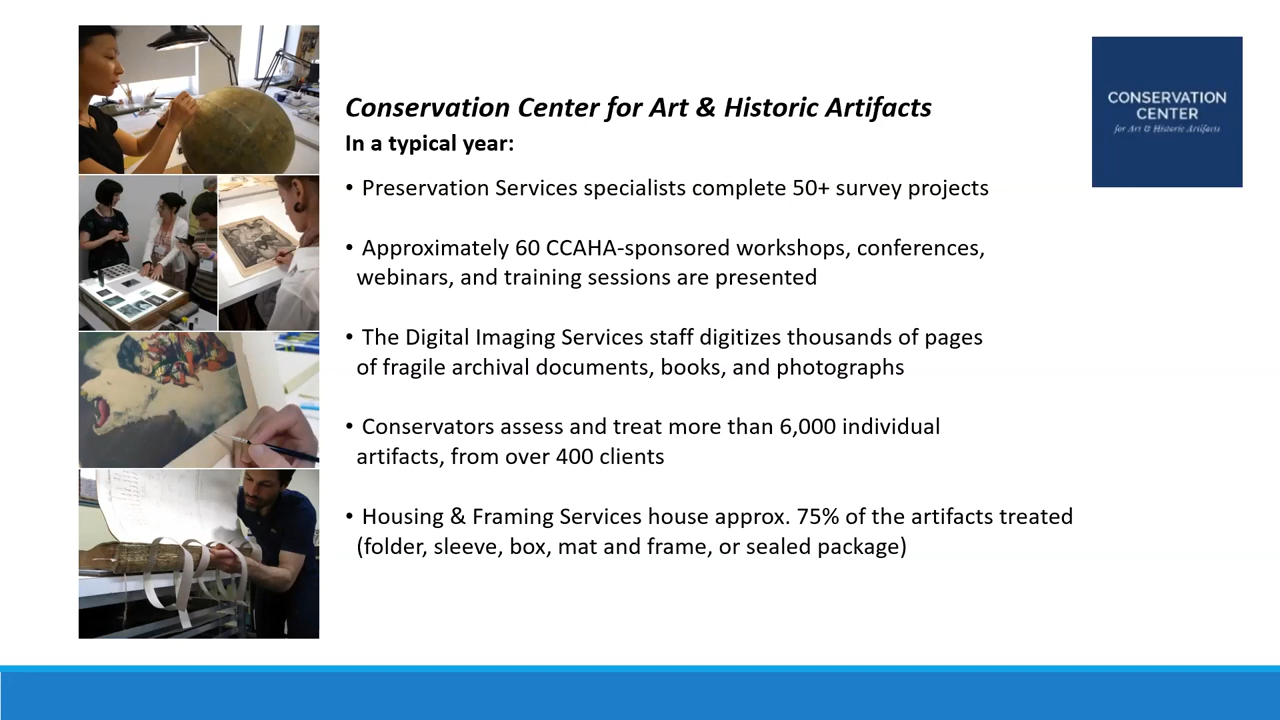 Conservation Center for Art & Historic Artifacts
In a typical year:
• Preservation Services specialists complete 50+ survey projects
• Approximately 60 CCAHA-sponsored workshops, conferences,
webinars, and training sessions are presented
• The Digital Imaging Services staff digitizes thousands of pages
of fragile archival documents, books, and photographs
• Conservators assess and treat more than 6,000 individual
artifacts, from over 400 clients
• Housing & Framing Services house approx. 75% of the artifacts treated
(folder, sleeve, box, mat and frame, or sealed package)
CONSERVATION
CENTER
for Art & Historic Artifacts